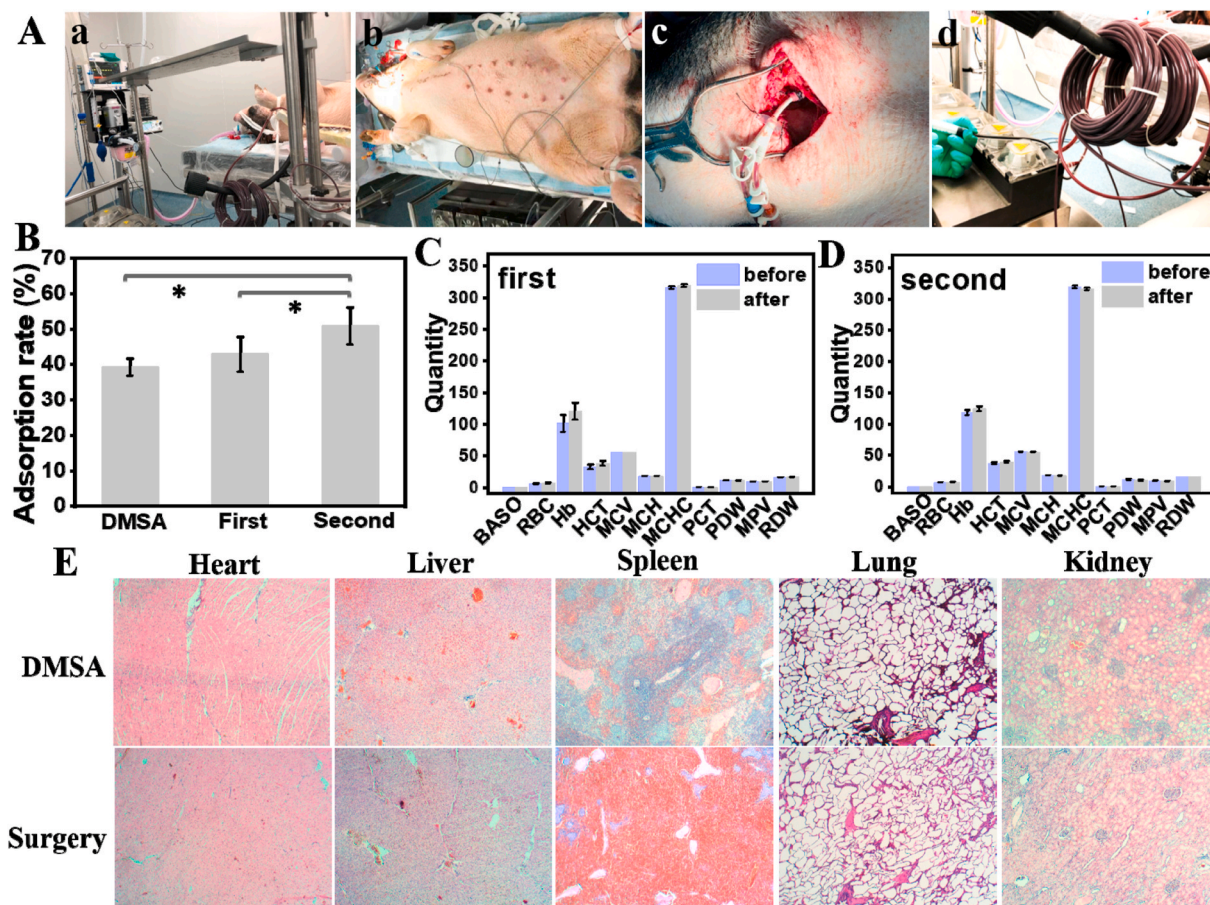 A a b c d
B
Adsorption rate (%)
70
60
50
40
30
20
10
0
* *
DMSA First Second
C
first
before
after
Quantity
350
300
250
200
150
100
50
0
BASO RBC Hb HCT MCV MCH MCHC PCT PDW MPV RDW
D
second
before
after
Quantity
350
300
250
200
150
100
50
0
BASO RBC Hb HCT MCV MCH MCHC PCT PDW MPV RDW
E
Heart Liver Spleen Lung Kidney
DMSA
Surgery